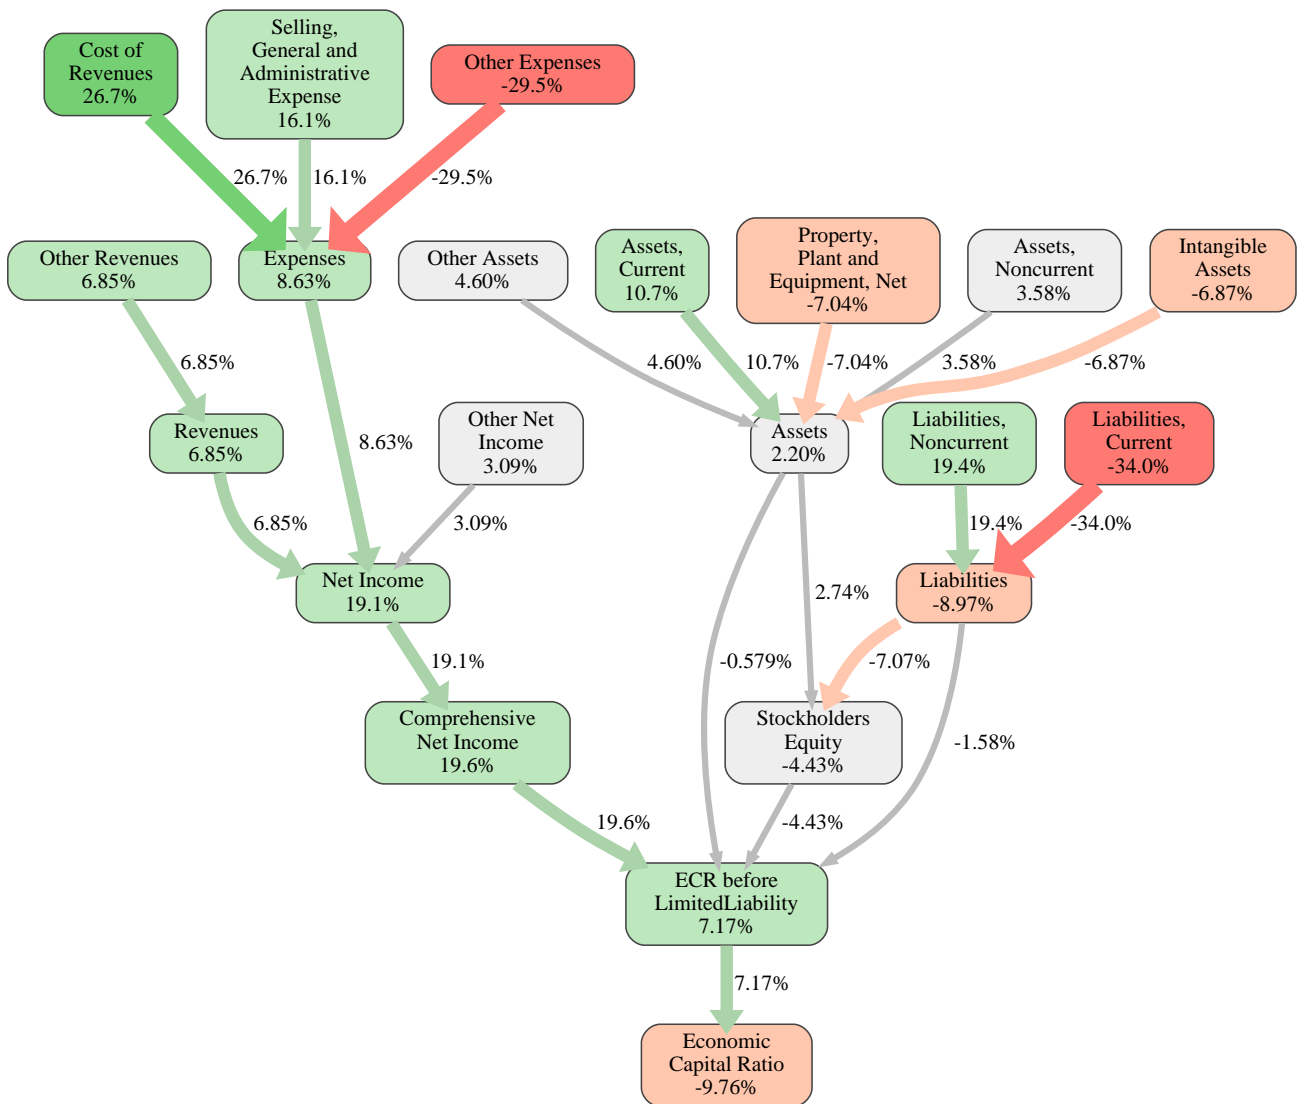 Cost of
Revenues
26.7%
Selling,
General and
Administrative
Expense
16.1%
Other Expenses
-29.5%
26.7%
16.1%
-29.5%
Other Revenues
6.85%
Expenses
8.63%
Other Assets
4.60%
Assets,
Current
10.7%
Property,
Plant and
Equipment, Net
-7.04%
Assets,
Noncurrent
3.58%
Intangible
Assets
-6.87%
6.85%
4.60%
10.7%
-7.04%
3.58%
-6.87%
Revenues
6.85%
8.63%
Other Net
Income
3.09%
Assets
2.20%
Liabilities,
Noncurrent
19.4%
Liabilities,
Current
-34.0%
6.85%
3.09%
19.4%
-34.0%
Net Income
19.1%
2.74%
Liabilities
-8.97%
19.1%
-0.579%
-7.07%
Comprehensive
Net Income
19.6%
Stockholders
Equity
-4.43%
-1.58%
19.6%
-4.43%
ECR before
LimitedLiability
7.17%
7.17%
Economic
Capital Ratio
-9.76%